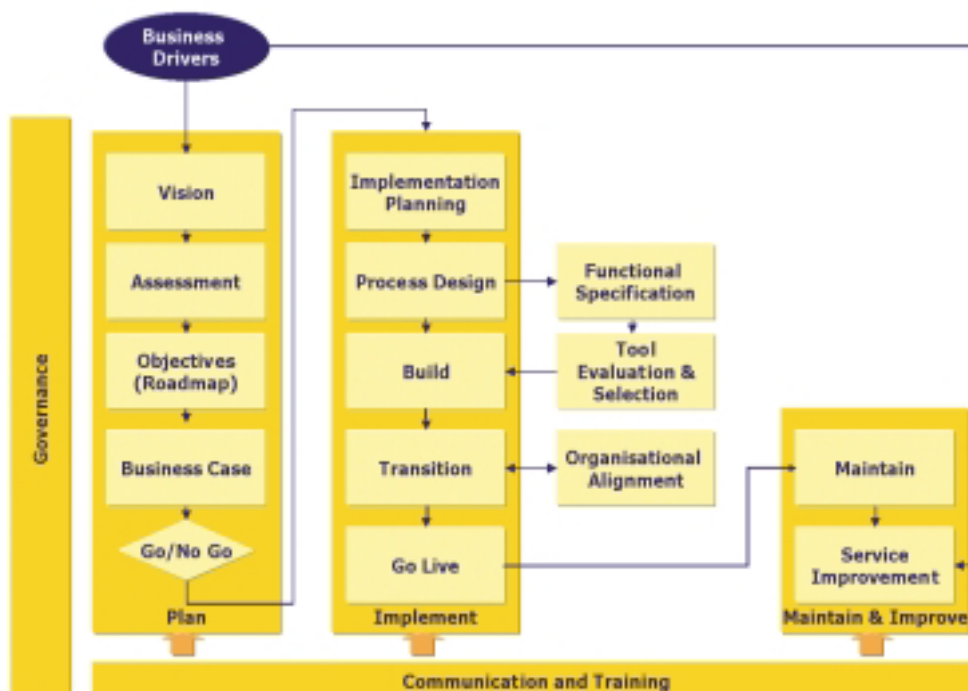 Business
Drivers
Governance
Vision
Assessment
Objectives
(Roadmap)
Business Case
Go/No Go
Plan
Implementation
Planning
Process Design
Build
Transition
Go Live
Implement
Functional
Specification
Tool
Evaluation &
Selection
Organisational
Alignment
Maintain
Service
Improvement
Maintain & Improve
Communication and Training